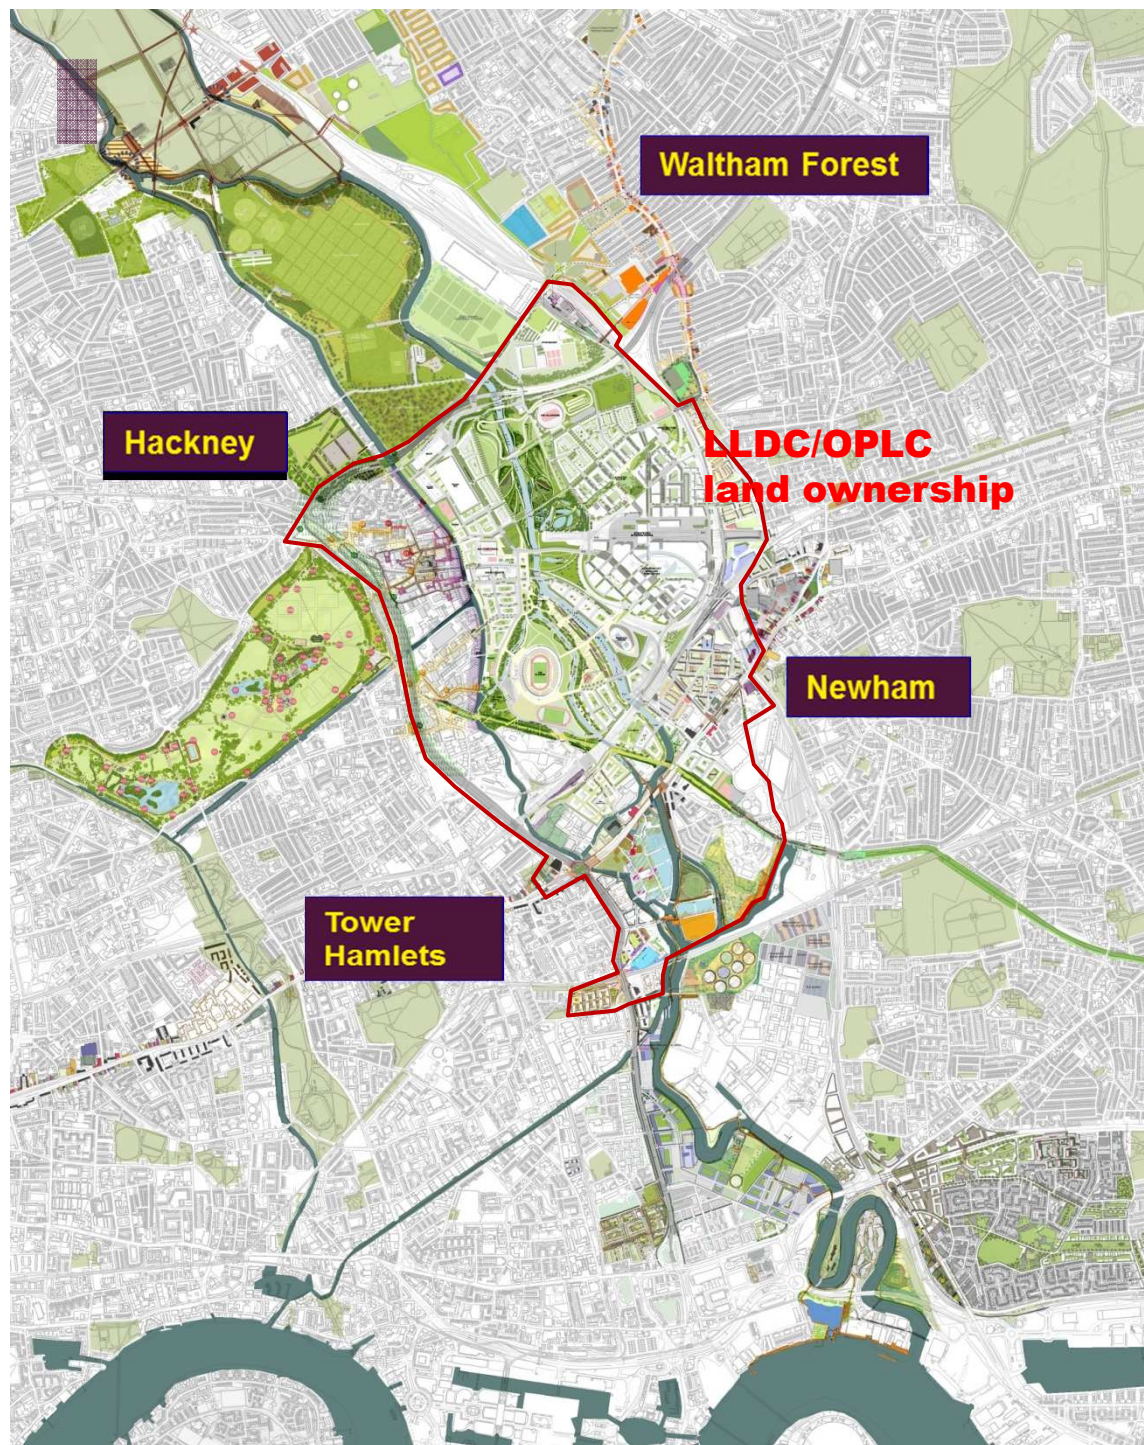 Waltham Forest
Hackney
LLDC/OPLC
land ownership
Newham
Tower
Hamlets